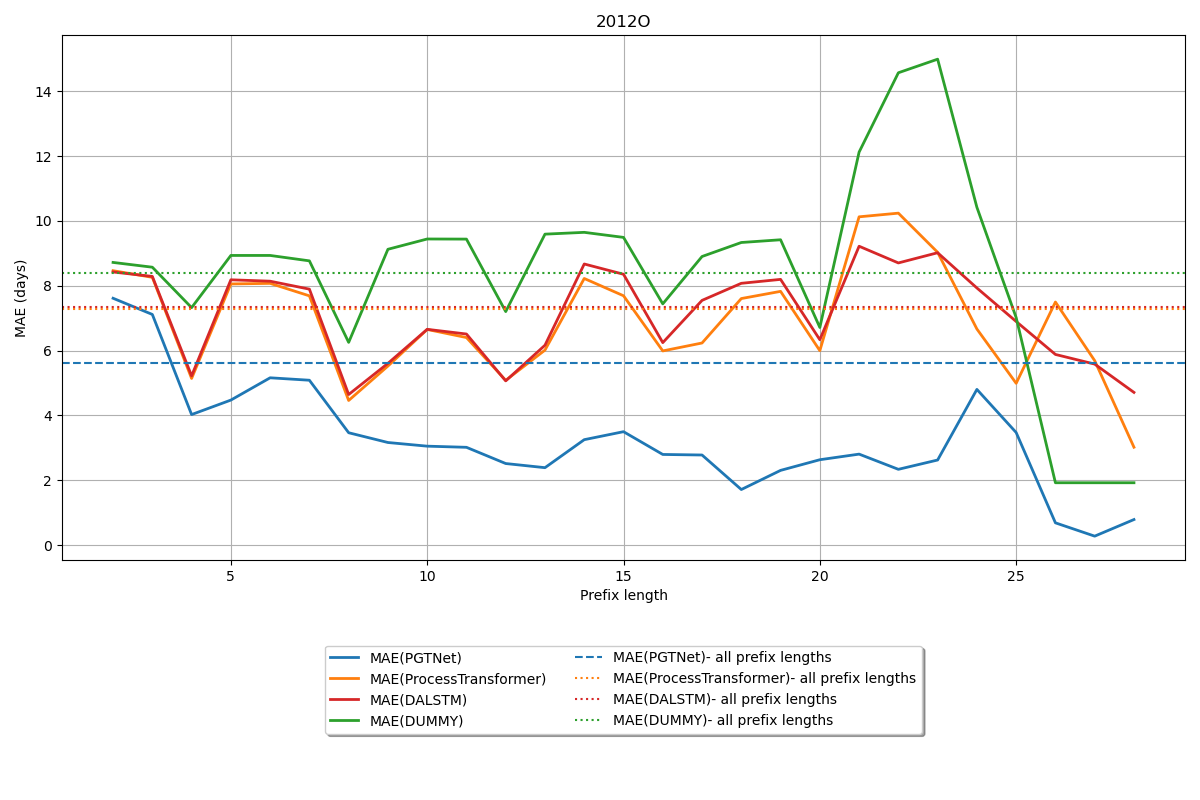 2012O
14
12
10
8
6
4
2
0
MAE (days)
5 10 15 20 25
Prefix length
MAE(PGTNet)
MAE(ProcessTransformer)
MAE(DALSTM)
MAE(DUMMY)
MAE(PGTNet)- all prefix lengths
MAE(ProcessTransformer)- all prefix lengths
MAE(DALSTM)- all prefix lengths
MAE(DUMMY)- all prefix lengths